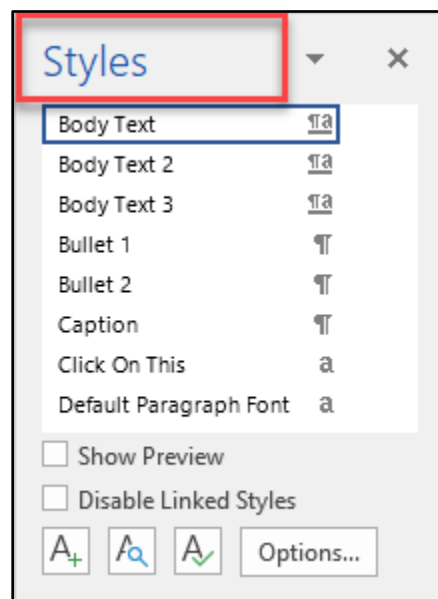 Styles
Body Text ¶a
Body Text 2 ¶a
Body Text 3 ¶a
Bullet 1 ¶
Bullet 2 ¶
Caption ¶
Click On This a
Default Paragraph Font a
Show Preview
Disable Linked Styles
Options...